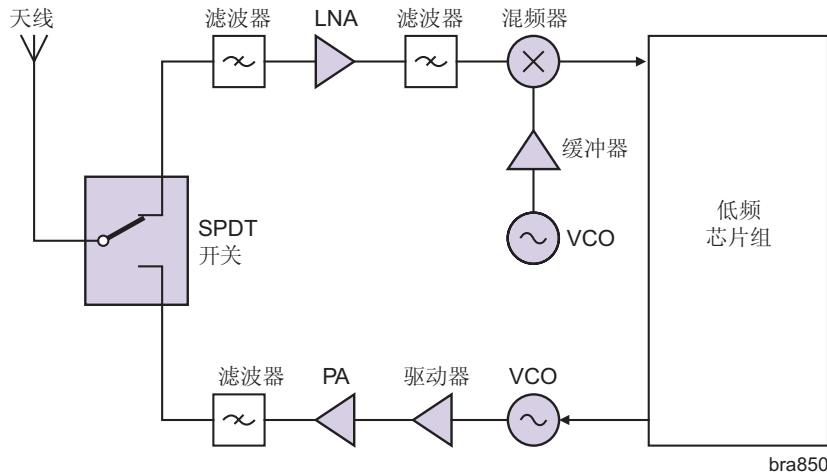 天线
滤波器
LNA
滤波器
混频器
缓冲器
SPDT
开关
VCO
低频
芯片组
滤波器
PA
驱动器
VCO
bra850